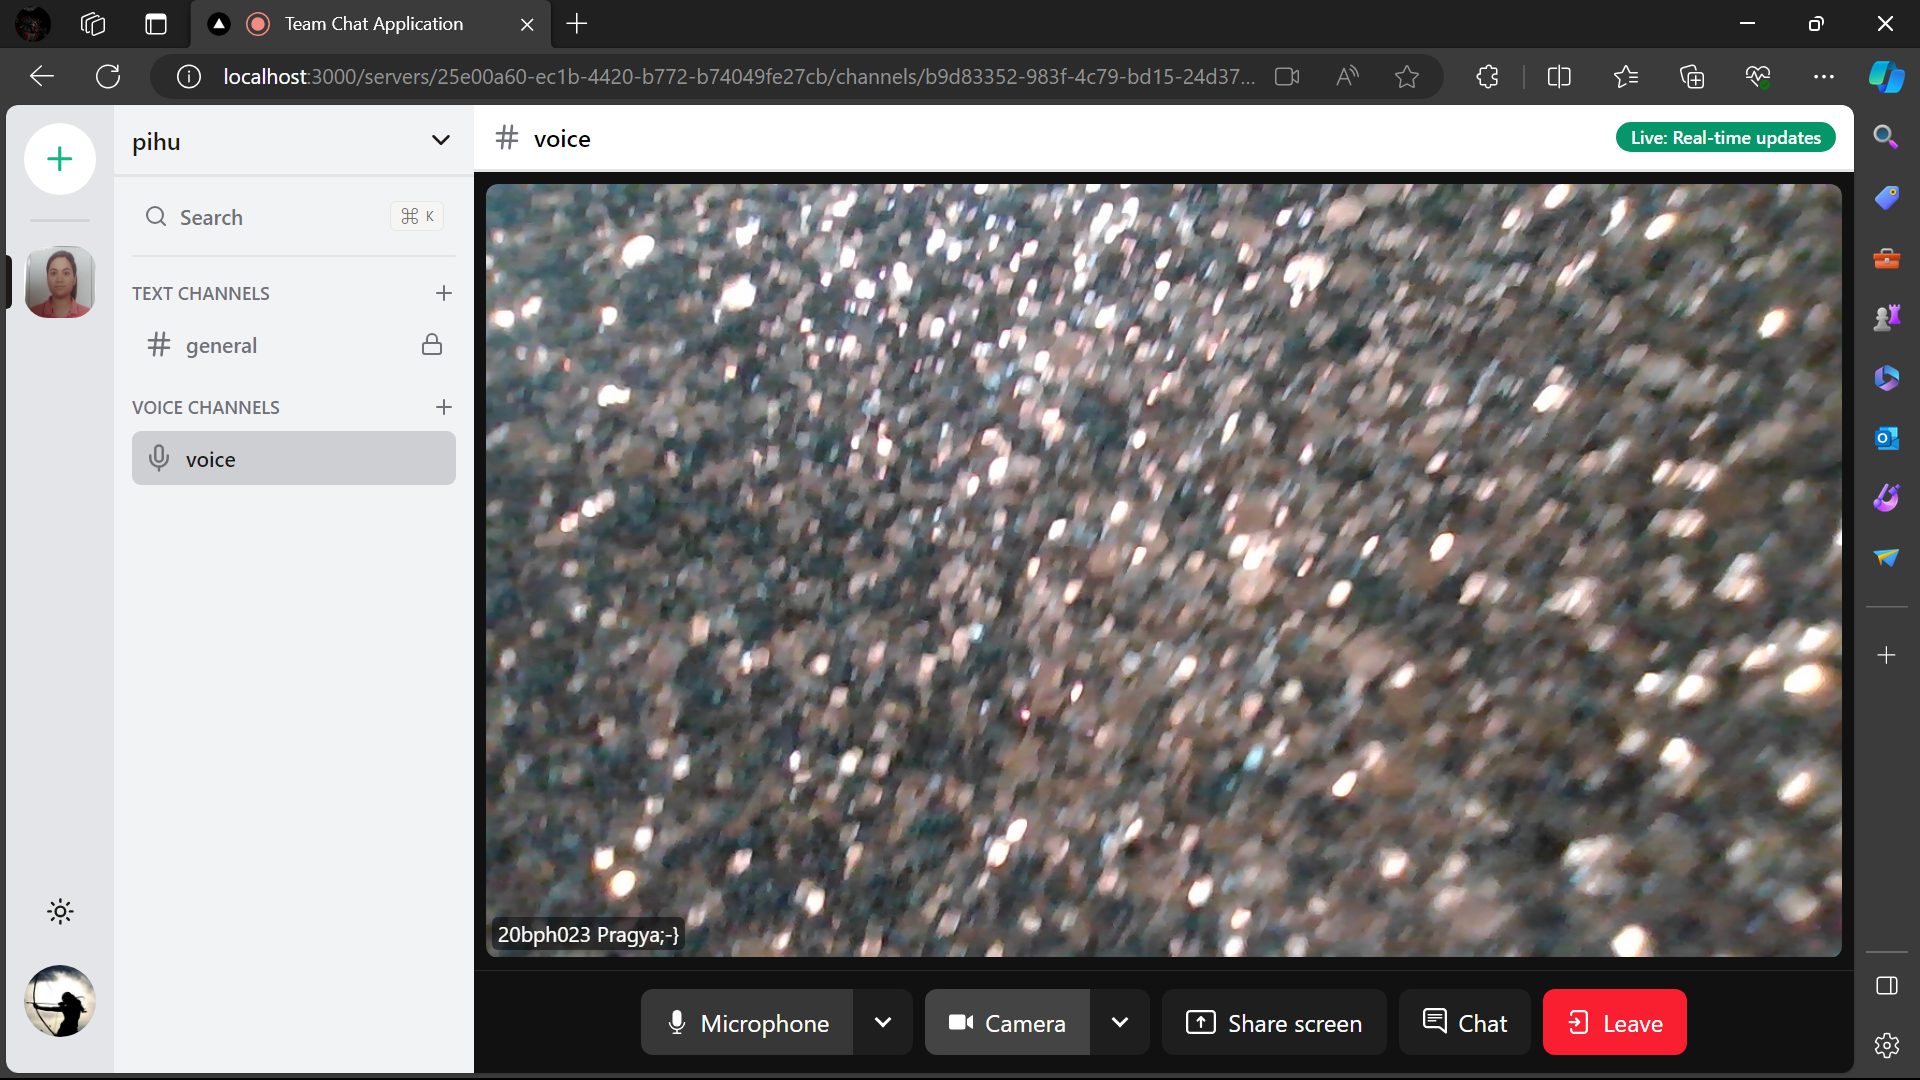 Team Chat Application
localhost:3000/servers/25e00a60-ec1b-4420-b772-b74049fe27cb/channels/b9d83352-983f-4c79-bd15-24d37...
pihu
# voice
Live: Real-time updates
Search
⌘ K
TEXT CHANNELS
# general
VOICE CHANNELS
voice
20bph023 Pragya;-}
Microphone
Camera
Share screen
Chat
Leave